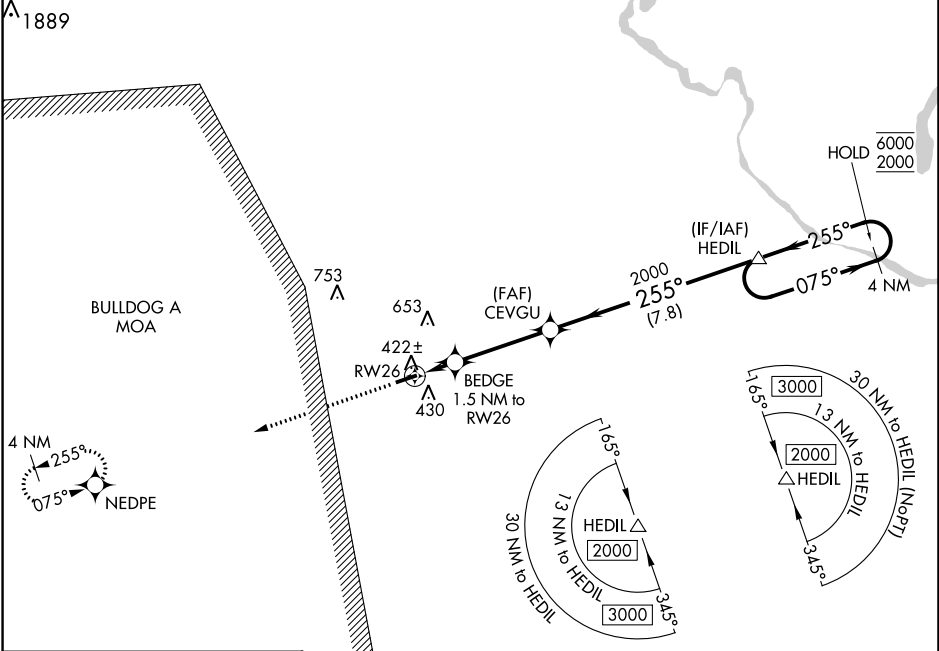 1889
HOLD 6000
2000
(IF/IAF)
HEDIL
255°
075°
4 NM
2000
255°
(7.8)
(FAF)
CEVGU
753
653
BULLDOG A
MOA
422±
RW26
BEDGE
1.5 NM to
RW26
430
4 NM
255°
075°
NEDPE
165°
HEDIL
2000
13 NM to HEDIL
30 NM to HEDIL
3000
345°
165°
3000
30 NM to HEDIL (NoPT)
13 NM to HEDIL
2000
HEDIL
345°